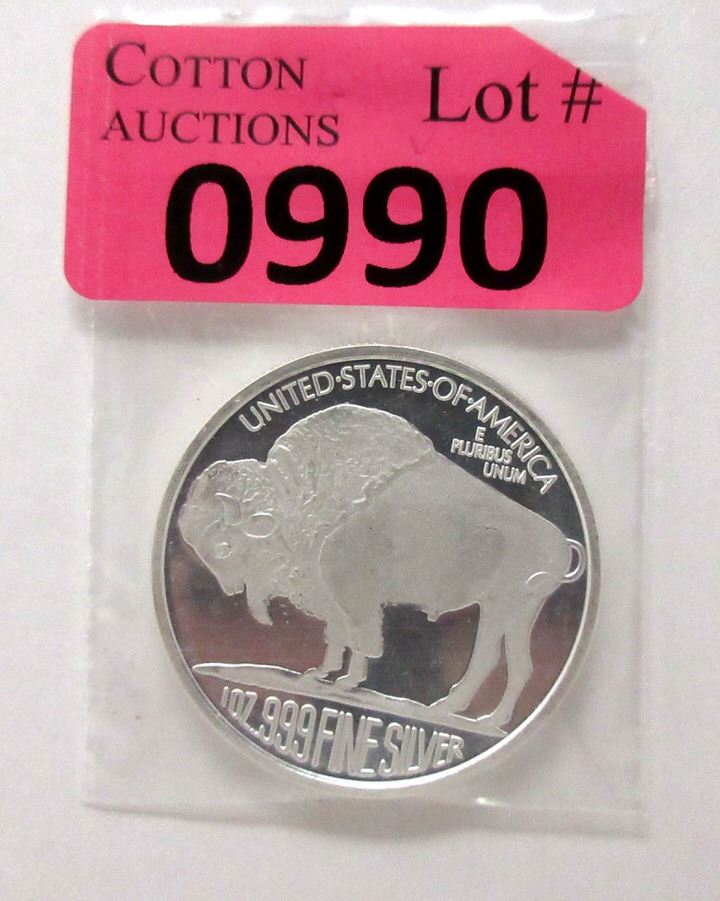 COTTON
AUCTIONS
Lot #
0990
UNITED·STATES·OF·AMERICA
E
PLURIBUS
UNUM
1 OZ. 999 FINE SILVER